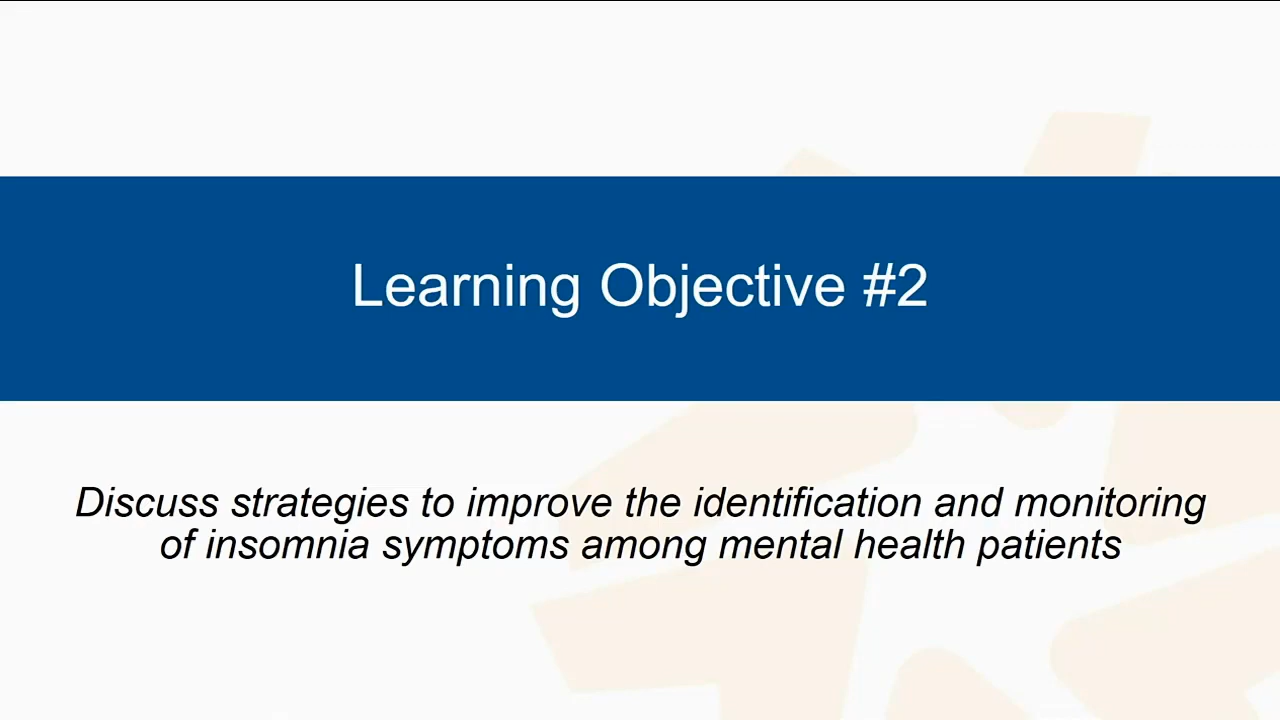 Learning Objective #2
Discuss strategies to improve the identification and monitoring
of insomnia symptoms among mental health patients